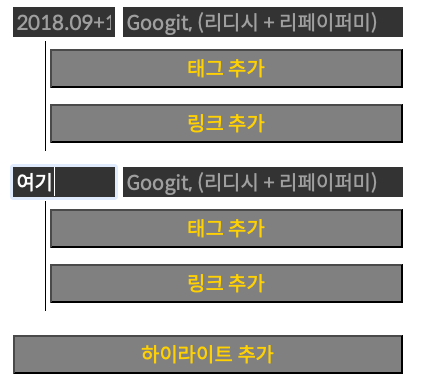 2018.09+1 Googit, (리디시 + 리페이퍼미)
태그 추가
링크 추가
여기 Googit, (리디시 + 리페이퍼미)
태그 추가
링크 추가
하이라이트 추가